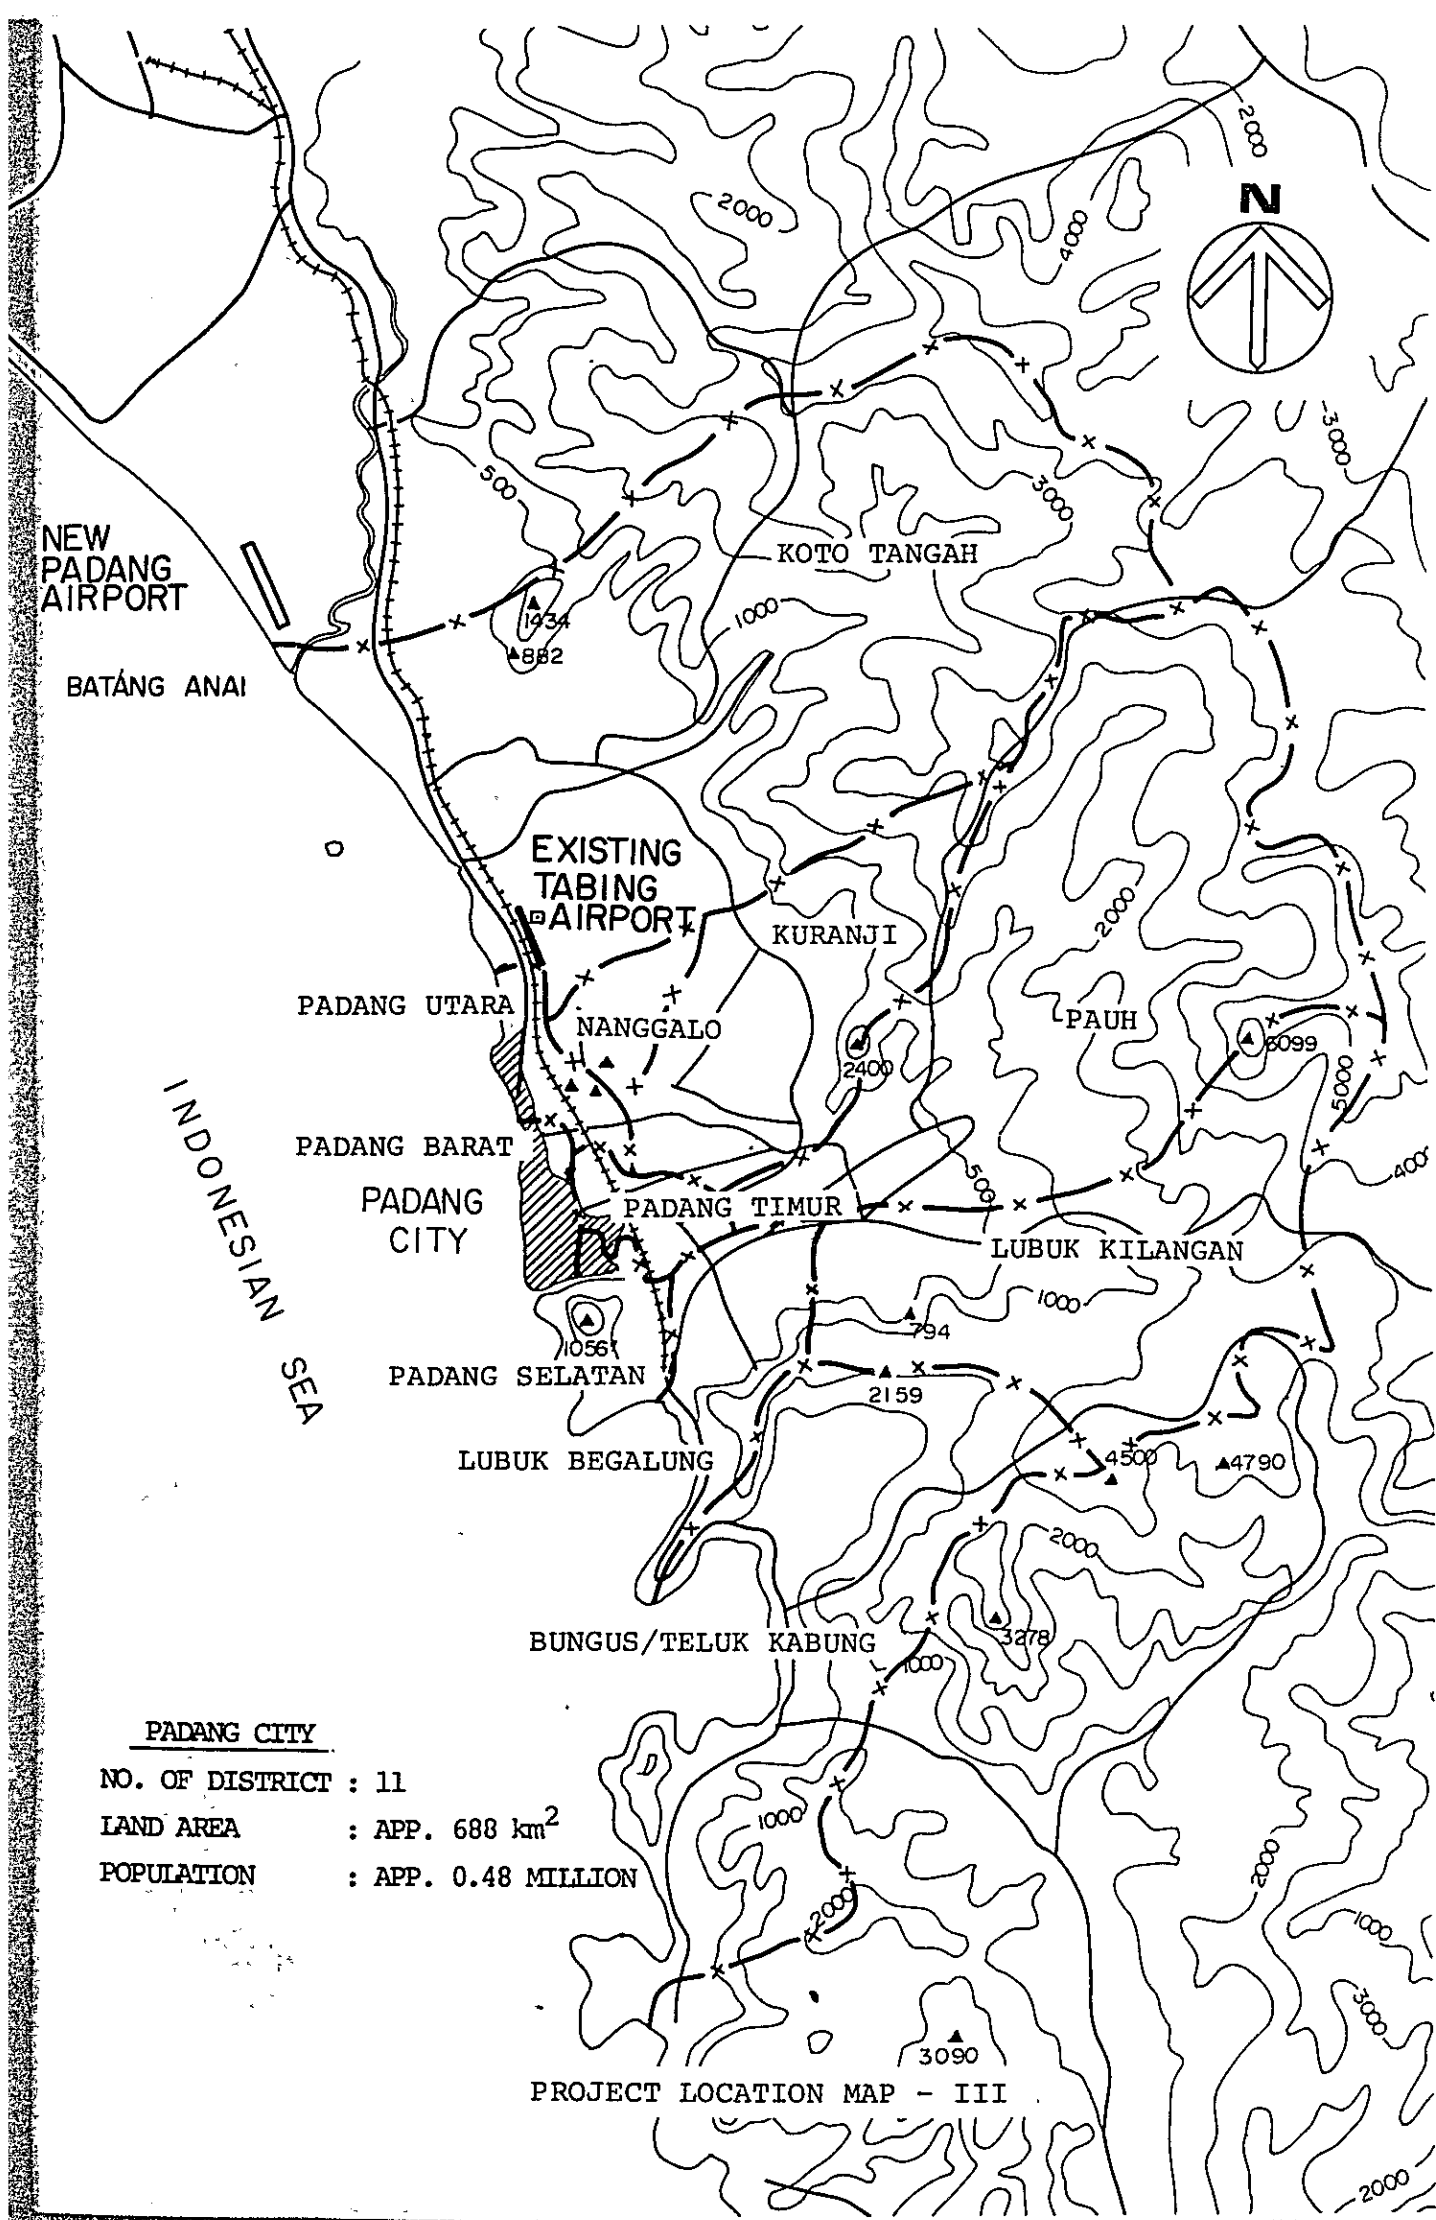 2000
N
2000
4000
3000
500
3000
NEW
PADANG
AIRPORT
KOTO TANGAH
1000
1434
882
BATANG ANAI
EXISTING
TABING
AIRPORT
2000
KURANJI
PADANG UTARA
NANGGALO
PAUH
6099
2400
5000
INDONESIAN SEA
PADANG BARAT
400
500
PADANG
CITY
PADANG TIMUR
LUBUK KILANGAN
1000
794
1056
PADANG SELATAN
2159
LUBUK BEGALUNG
4500
4790
2000
3278
BUNGUS/TELUK KABUNG
1000
PADANG CITY
NO. OF DISTRICT : 11
LAND AREA : APP. 688 km2
1000
POPULATION : APP. 0.48 MILLION
2000
2000
1000
3000
3090
PROJECT LOCATION MAP - III
2000